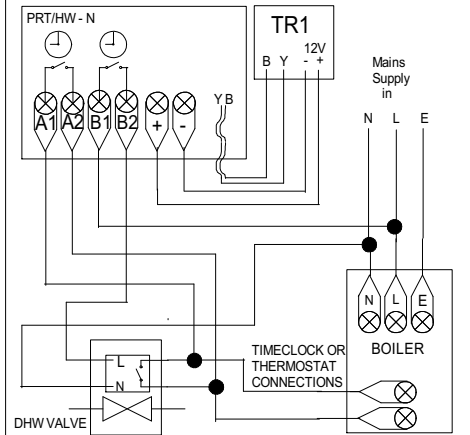 PRT/HW - N
TR1
12V
B Y - +
Mains
Supply
in
A1 A2 B1 B2 + -
Y B
N L E
N L E
BOILER
TIMECLOCK OR
THERMOSTAT
CONNECTIONS
L
N
DHW VALVE